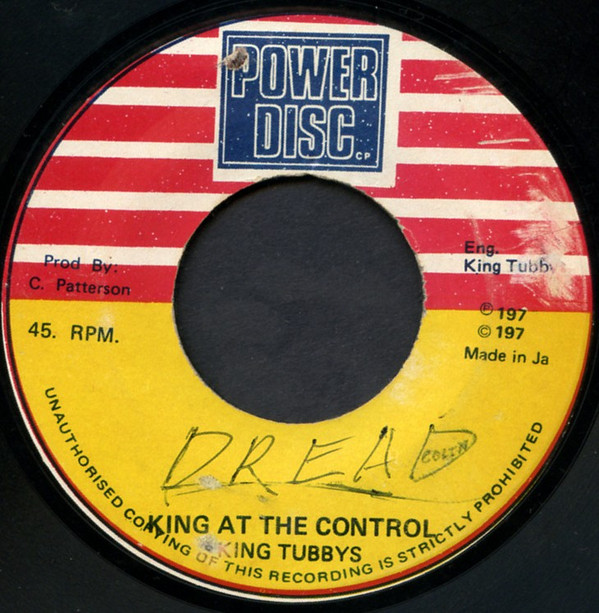 POWER
DISC
CP
Prod By:
C. Patterson
Eng.
King Tubby
45. RPM.
℗ 197
© 197
Made in Ja
DREAD
COLIN
KING AT THE CONTROL
KING TUBBYS
UNAUTHORISED COPYING OF THIS RECORDING IS STRICTLY PROHIBITED